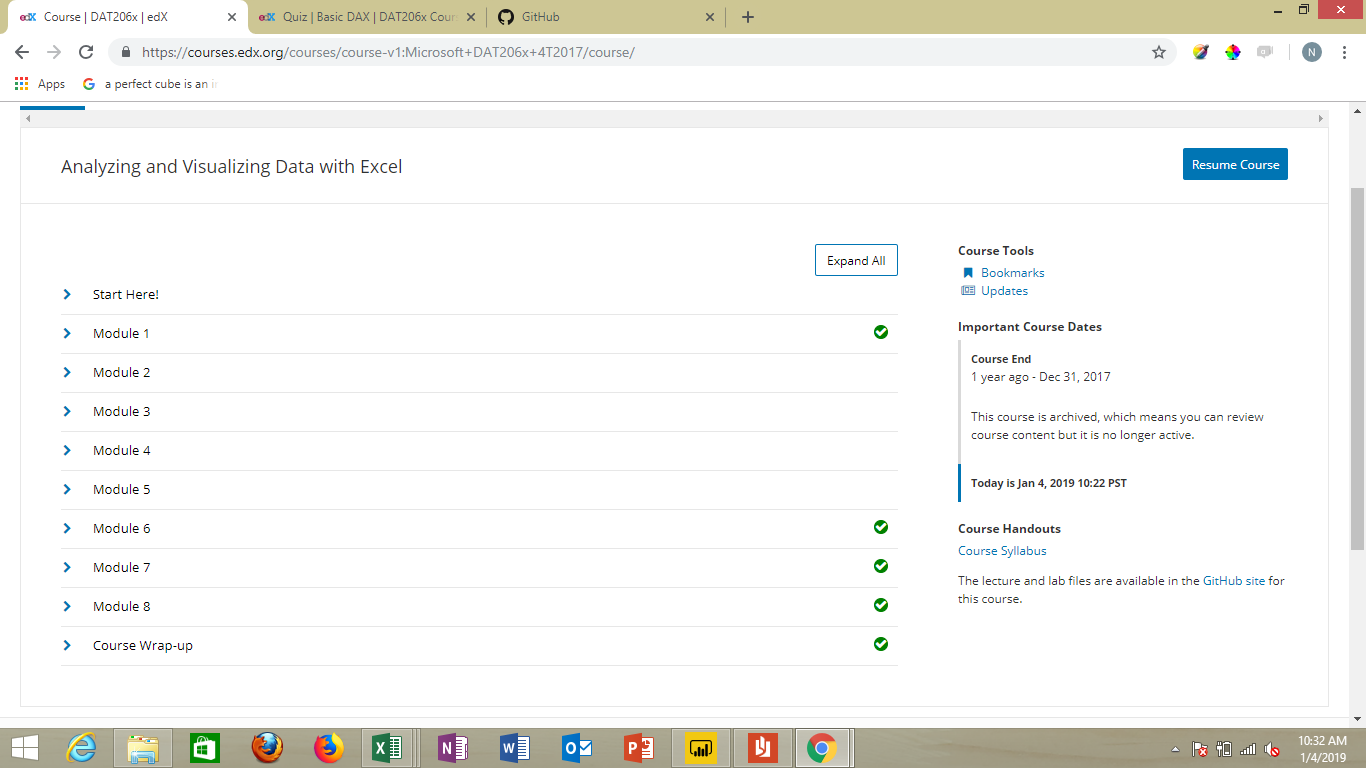 edX Course | DAT206x | edX
edX Quiz | Basic DAX | DAT206x Cour
GitHub
https://courses.edx.org/courses/course-v1:Microsoft+DAT206x+4T2017/course/
N
Apps
G a perfect cube is an i
Analyzing and Visualizing Data with Excel
Resume Course
Expand All
Start Here!
Module 1
Module 2
Module 3
Module 4
Module 5
Module 6
Module 7
Module 8
Course Wrap-up
Course Tools
Bookmarks
Updates
Important Course Dates
Course End
1 year ago - Dec 31, 2017
This course is archived, which means you can review
course content but it is no longer active.
Today is Jan 4, 2019 10:22 PST
Course Handouts
Course Syllabus
The lecture and lab files are available in the GitHub site for
this course.
10:32 AM
1/4/2019